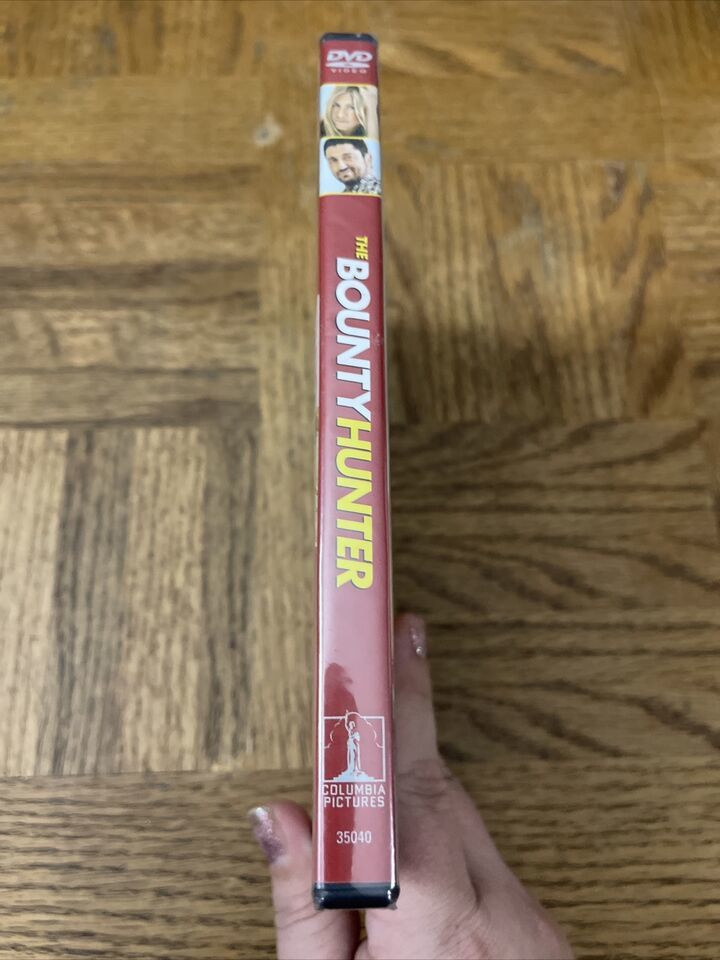 DVD
VIDEO
THE
BOUNTY HUNTER
COLUMBIA
PICTURES
35040